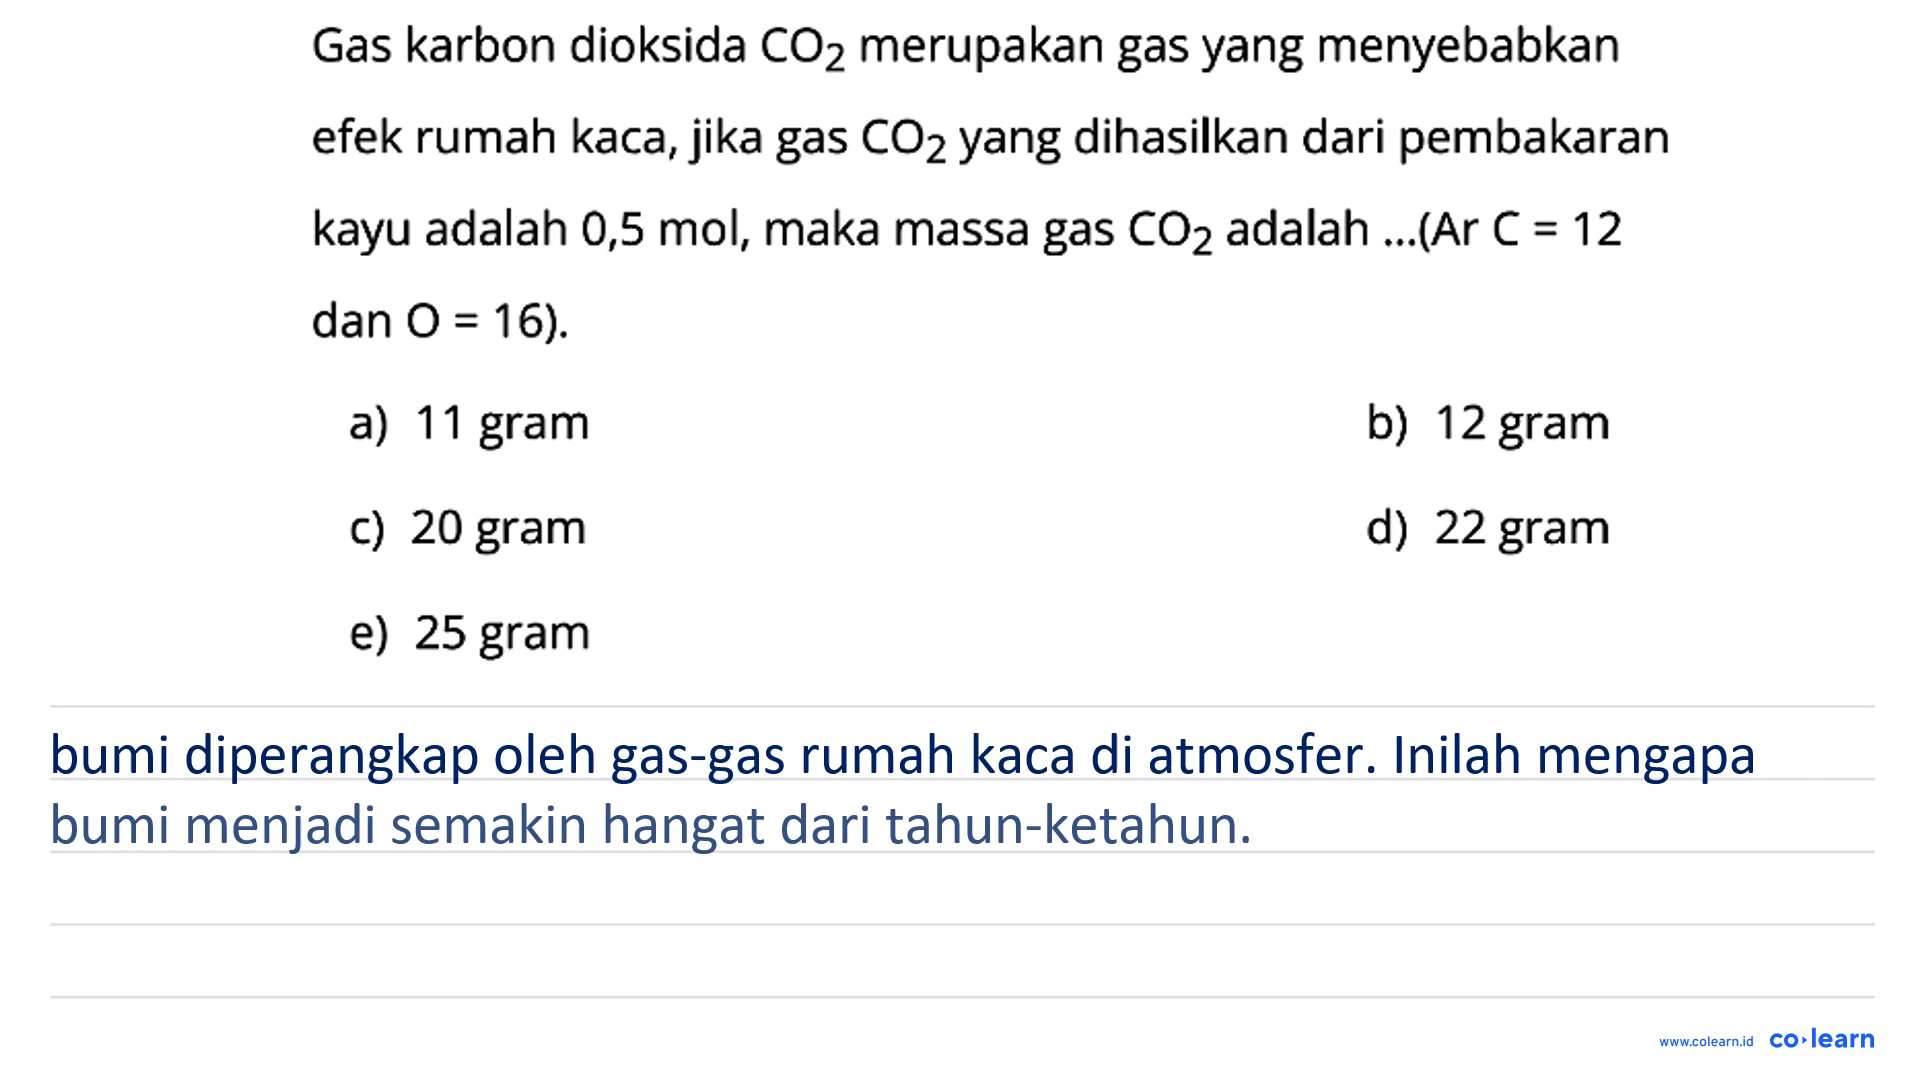 Gas karbon dioksida CO₂ merupakan gas yang menyebabkan
efek rumah kaca, jika gas CO₂ yang dihasilkan dari pembakaran
kayu adalah 0,5 mol, maka massa gas CO₂ adalah ...(Ar C = 12
dan O = 16).
a) 11 gram
b) 12 gram
c) 20 gram
d) 22 gram
e) 25 gram
bumi diperangkap oleh gas-gas rumah kaca di atmosfer. Inilah mengapa
bumi menjadi semakin hangat dari tahun-ketahun.
www.colearn.id co learn